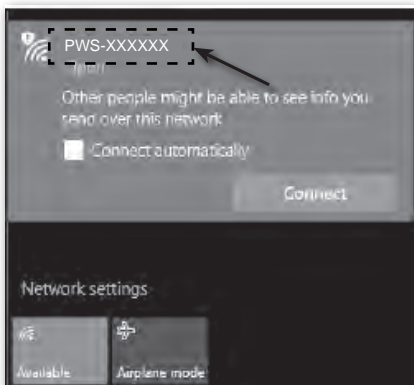 PWS-XXXXXX
Open
Other people might be able to see info you
send over this network
Connect automatically
Connect
Network settings
Available
Airplane mode